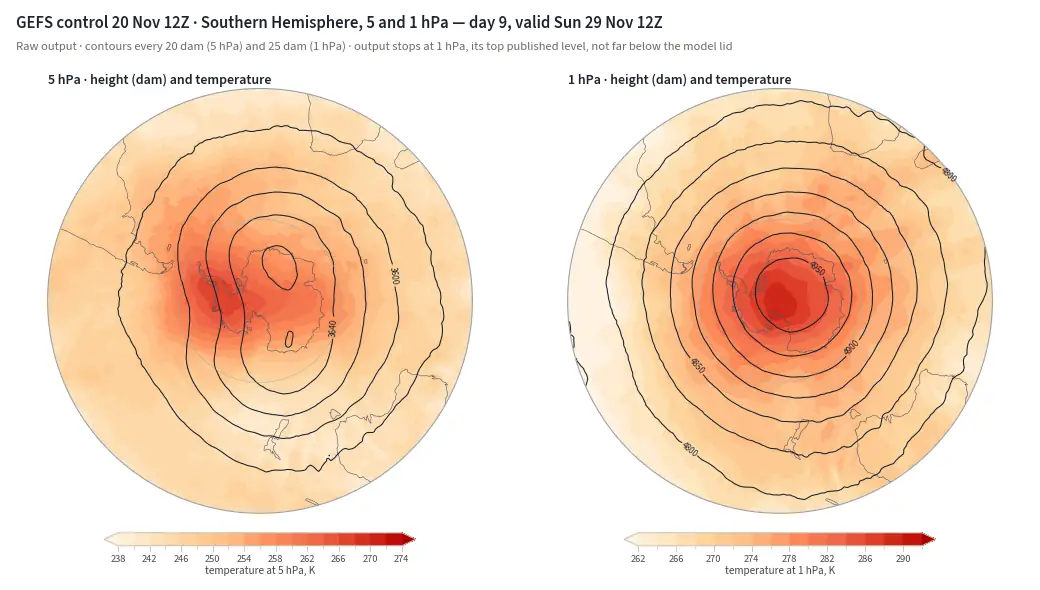 GEFS control 20 Nov 12Z · Southern Hemisphere, 5 and 1 hPa — day 9, valid Sun 29 Nov 12Z
Raw output · contours every 20 dam (5 hPa) and 25 dam (1 hPa) · output stops at 1 hPa, its top published level, not far below the model lid
5 hPa · height (dam) and temperature
1 hPa · height (dam) and temperature
3600
3640
4800
4950
4900
4850
4800
238 242 246 250 254 258 262 266 270 274
temperature at 5 hPa, K
262 266 270 274 278 282 286 290
temperature at 1 hPa, K